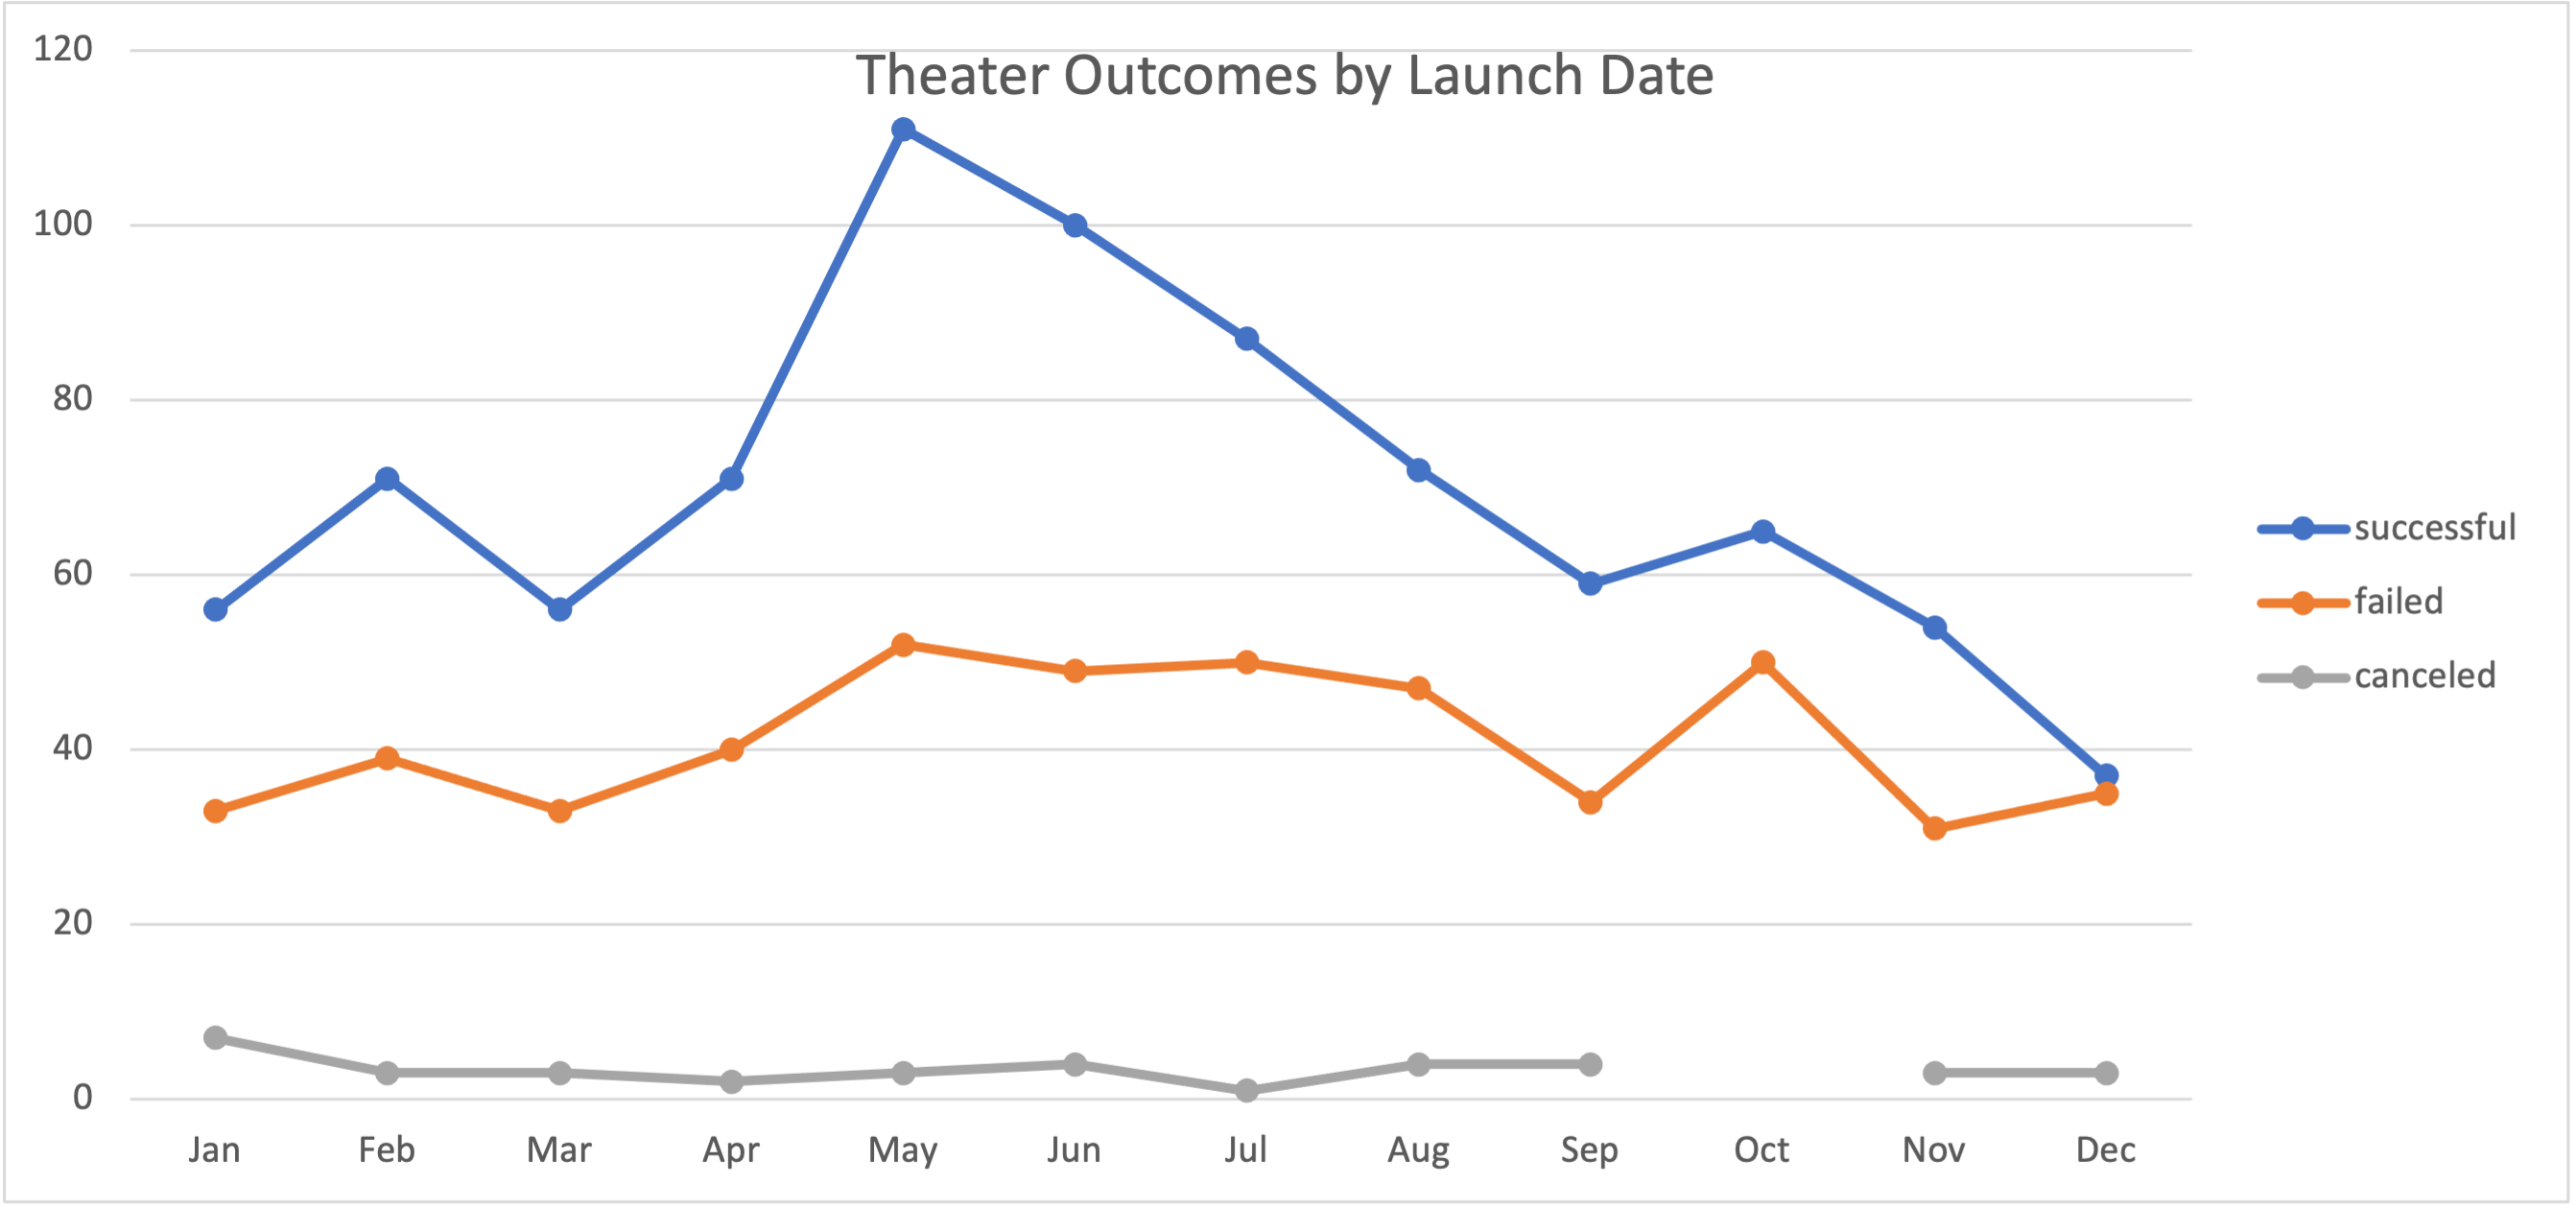 Theater Outcomes by Launch Date
120
100
80
60
40
20
0
Jan Feb Mar Apr May Jun Jul Aug Sep Oct Nov Dec
successful
failed
canceled